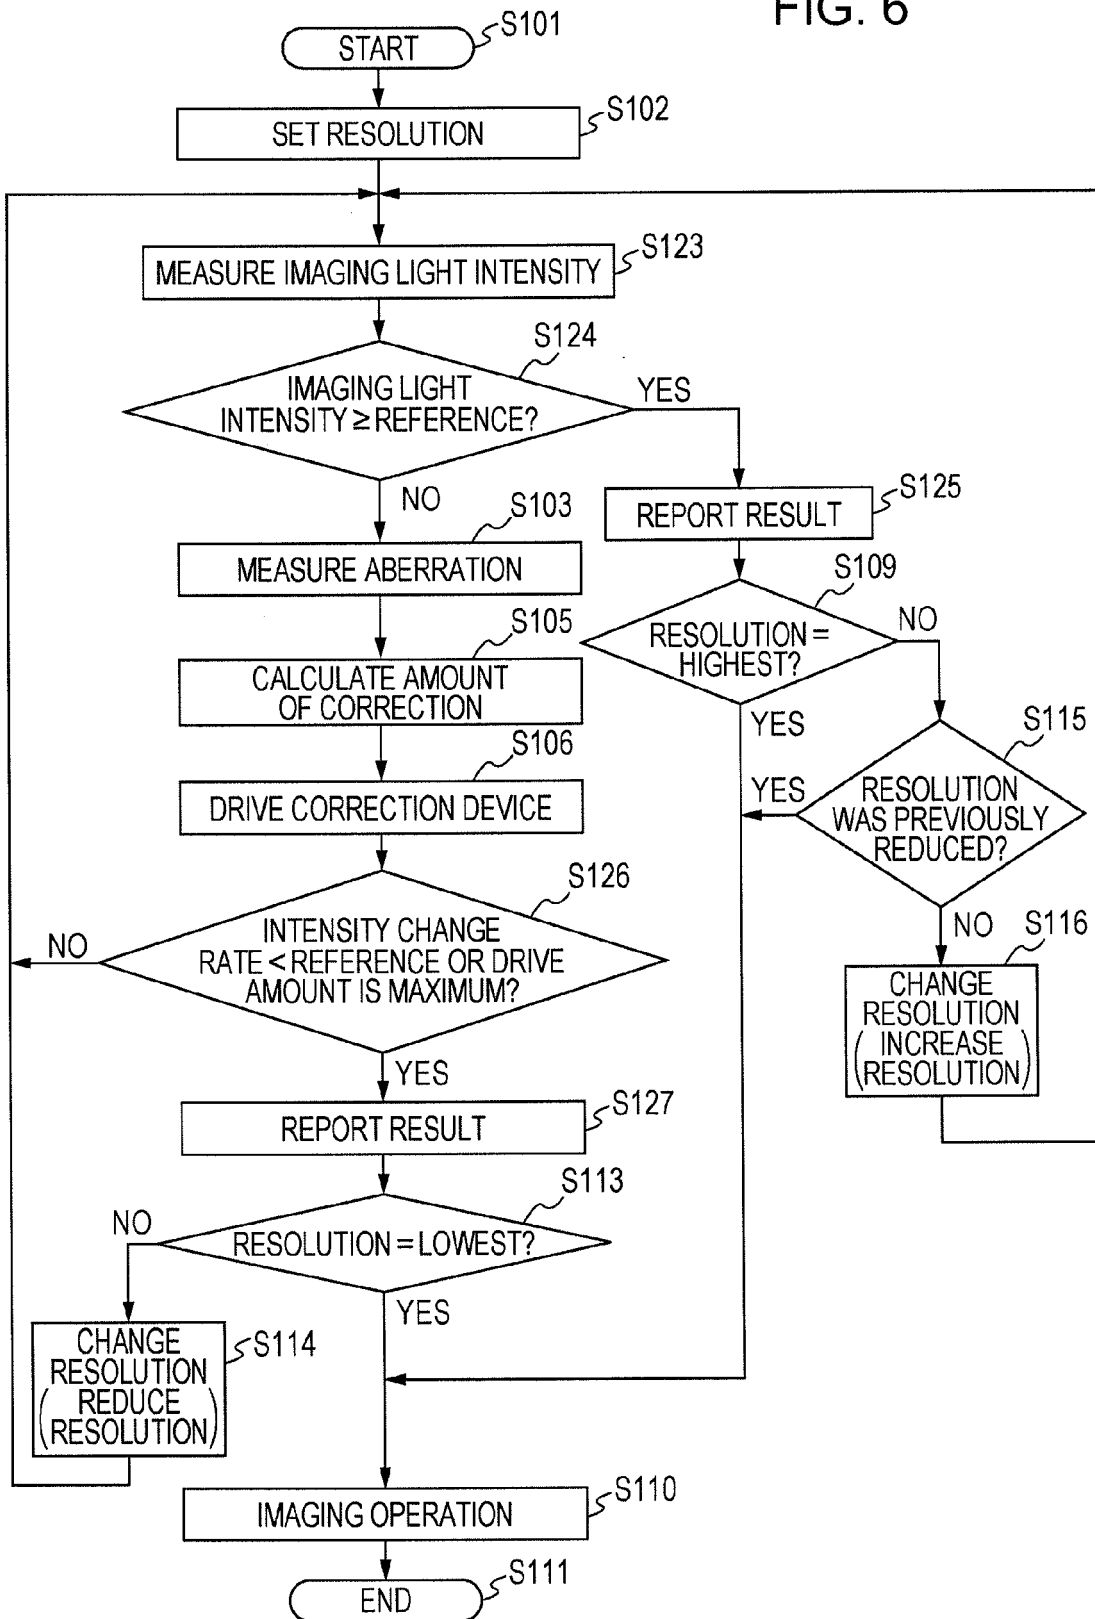 FIG. 6
START
S101
SET RESOLUTION
S102
MEASURE IMAGING LIGHT INTENSITY
S123
S124
IMAGING LIGHT
INTENSITY ≥ REFERENCE?
YES
NO
S125
REPORT RESULT
S103
MEASURE ABERRATION
S109
RESOLUTION =
HIGHEST?
NO
YES
S105
CALCULATE AMOUNT
OF CORRECTION
S115
RESOLUTION
WAS PREVIOUSLY
REDUCED?
YES
NO
S106
DRIVE CORRECTION DEVICE
S126
INTENSITY CHANGE
RATE < REFERENCE OR DRIVE
AMOUNT IS MAXIMUM?
NO
YES
S116
CHANGE
RESOLUTION
(INCREASE
RESOLUTION)
S127
REPORT RESULT
S113
RESOLUTION = LOWEST?
NO
YES
S114
CHANGE
RESOLUTION
(REDUCE
RESOLUTION)
S110
IMAGING OPERATION
S111
END